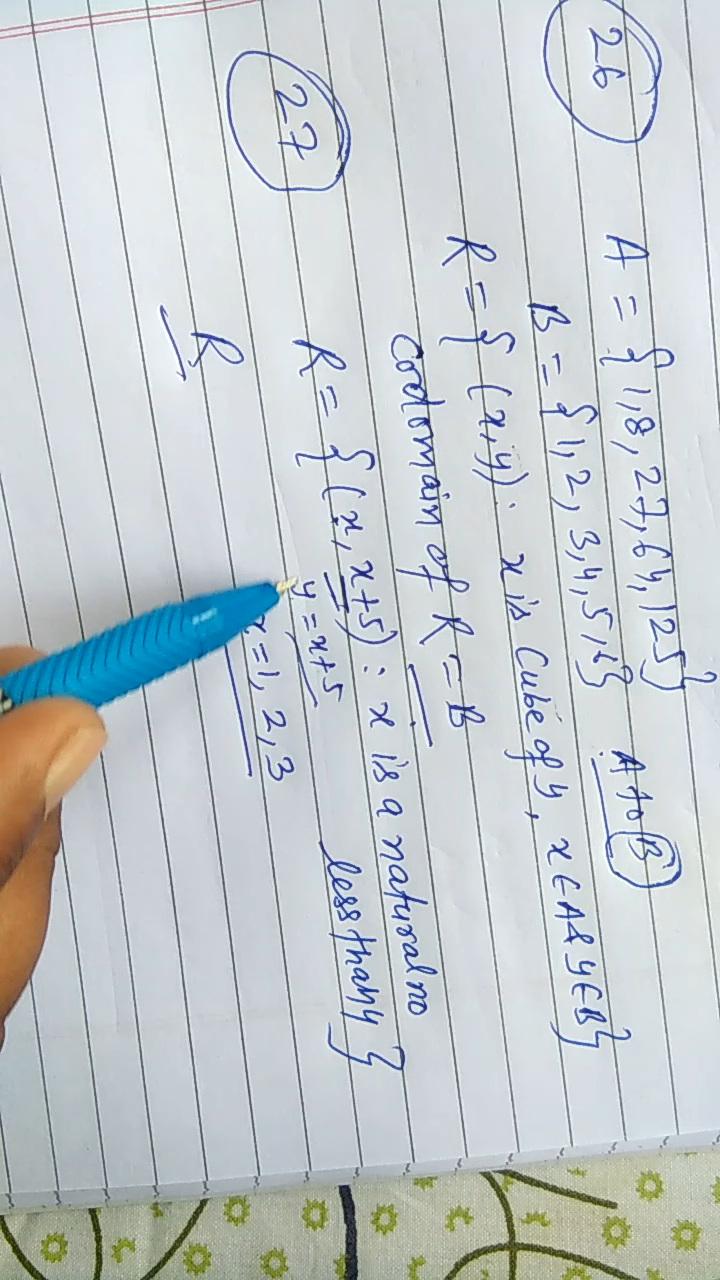 26 A = {1,8,27,64,125} A to B
B = {1,2,3,4,5,6}
R = { (x,y) : x is Cube of y, x ∈ A & y ∈ B}
Codomain of R = B
27 R = { (x, x+5) : x is a natural no
less than 4 }
y = x+5
x = 1, 2, 3
R